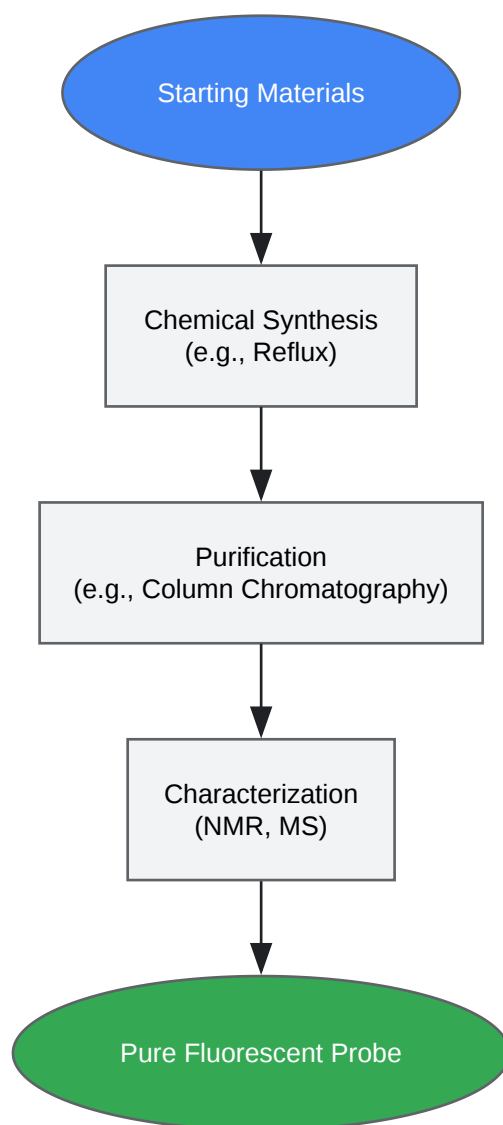 Starting Materials
Chemical Synthesis
(e.g., Reflux)
Purification
(e.g., Column Chromatography)
Characterization
(NMR, MS)
Pure Fluorescent Probe